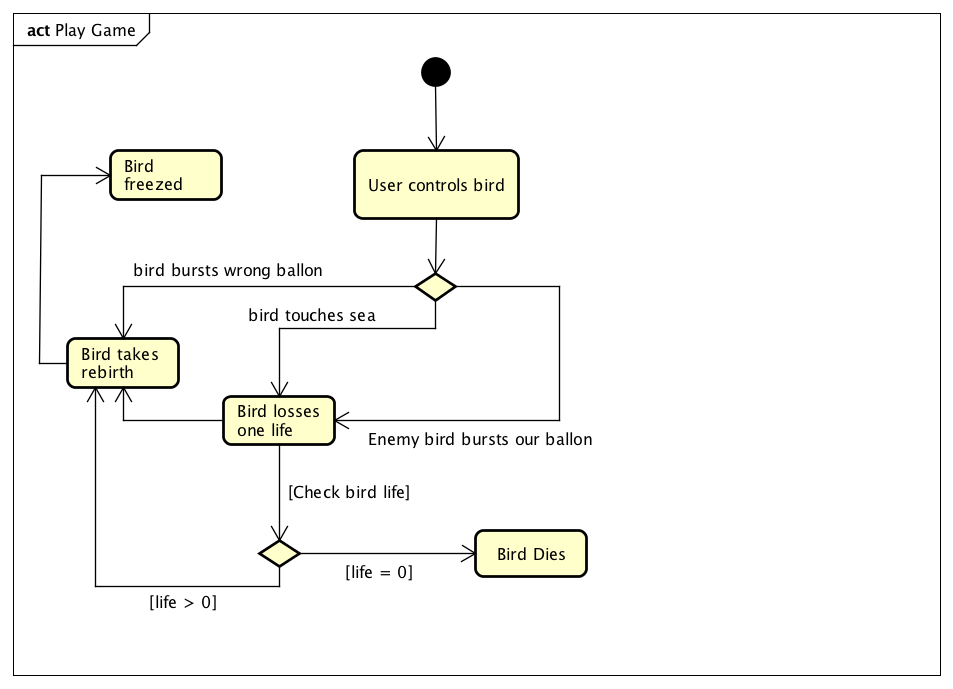 act Play Game
Bird
freezed
User controls bird
bird bursts wrong ballon
bird touches sea
Bird takes
rebirth
Bird losses
one life
Enemy bird bursts our ballon
[Check bird life]
Bird Dies
[life = 0]
[life > 0]